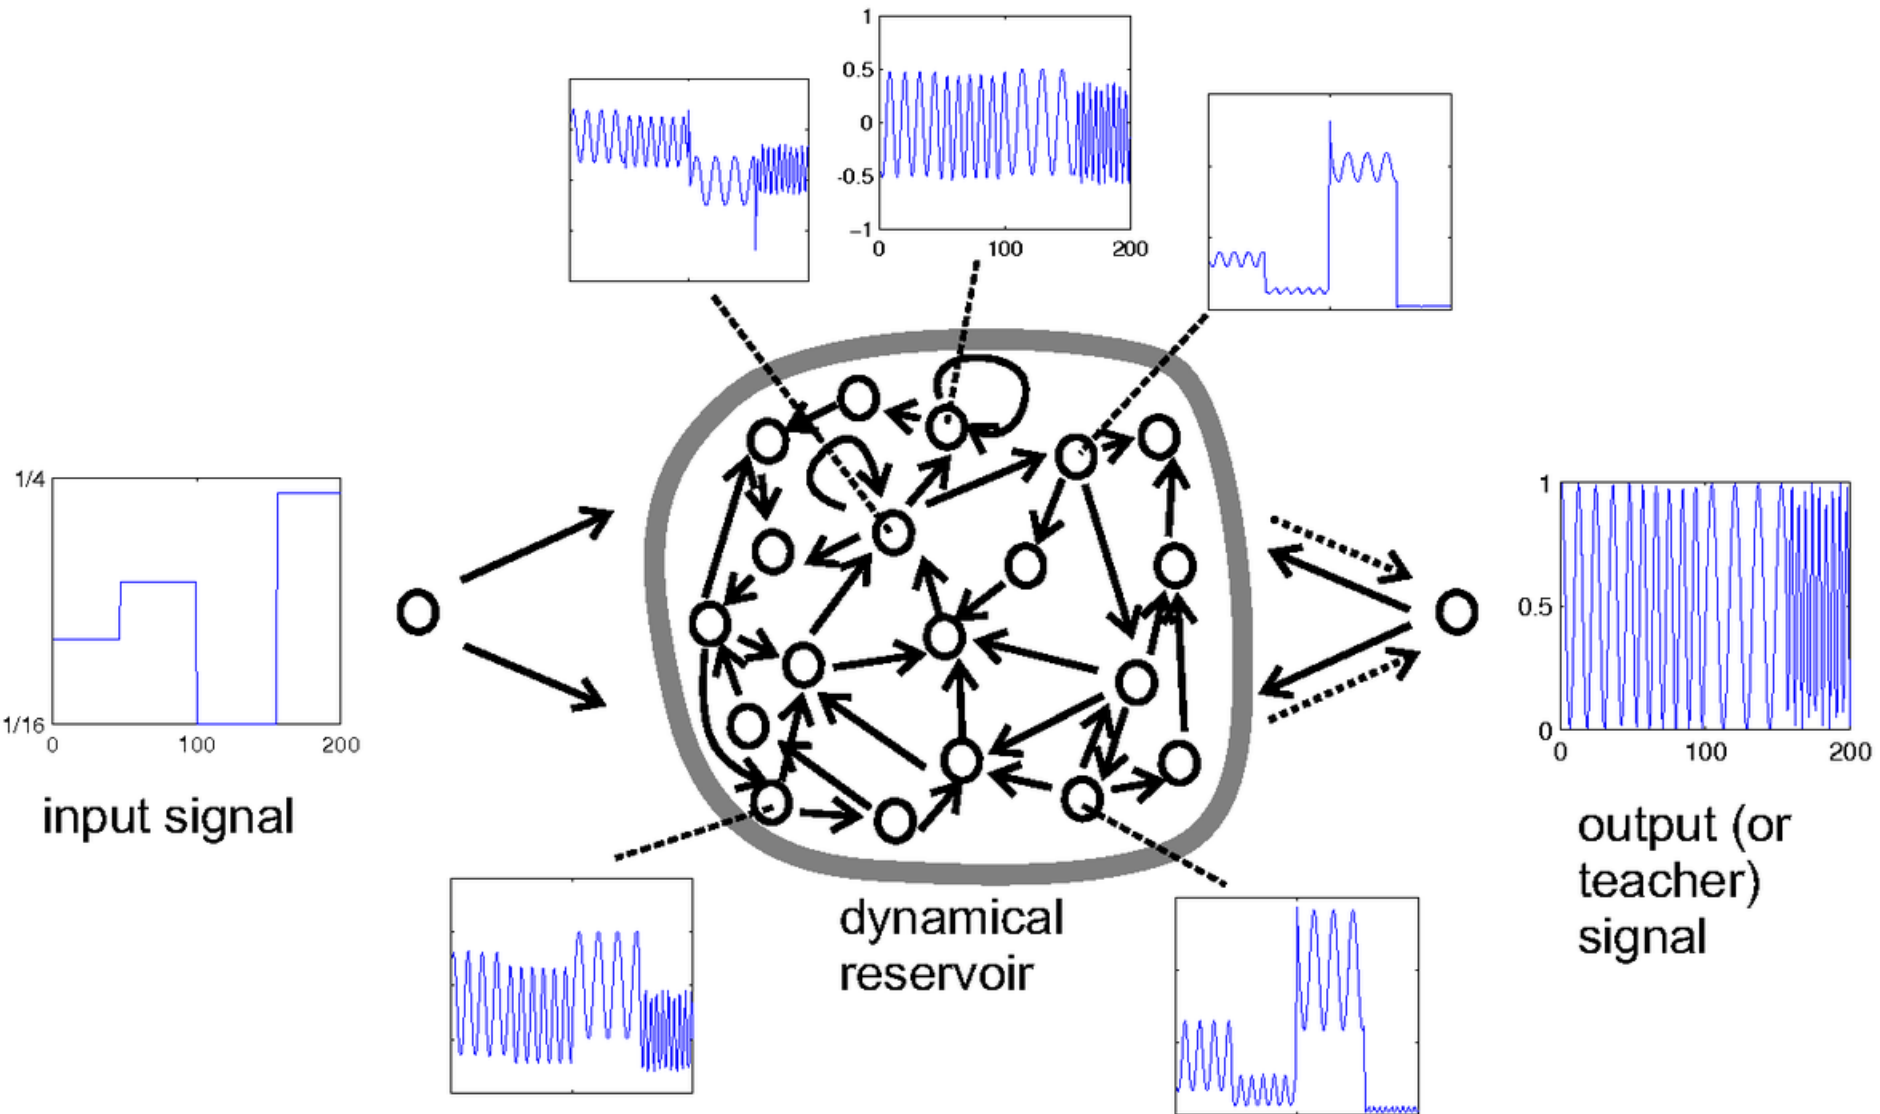 1
0.5
0
-0.5
-1
0 100 200
1/4
1/16
0 100 200
input signal
dynamical
reservoir
1
0.5
0
0 100 200
output (or
teacher)
signal